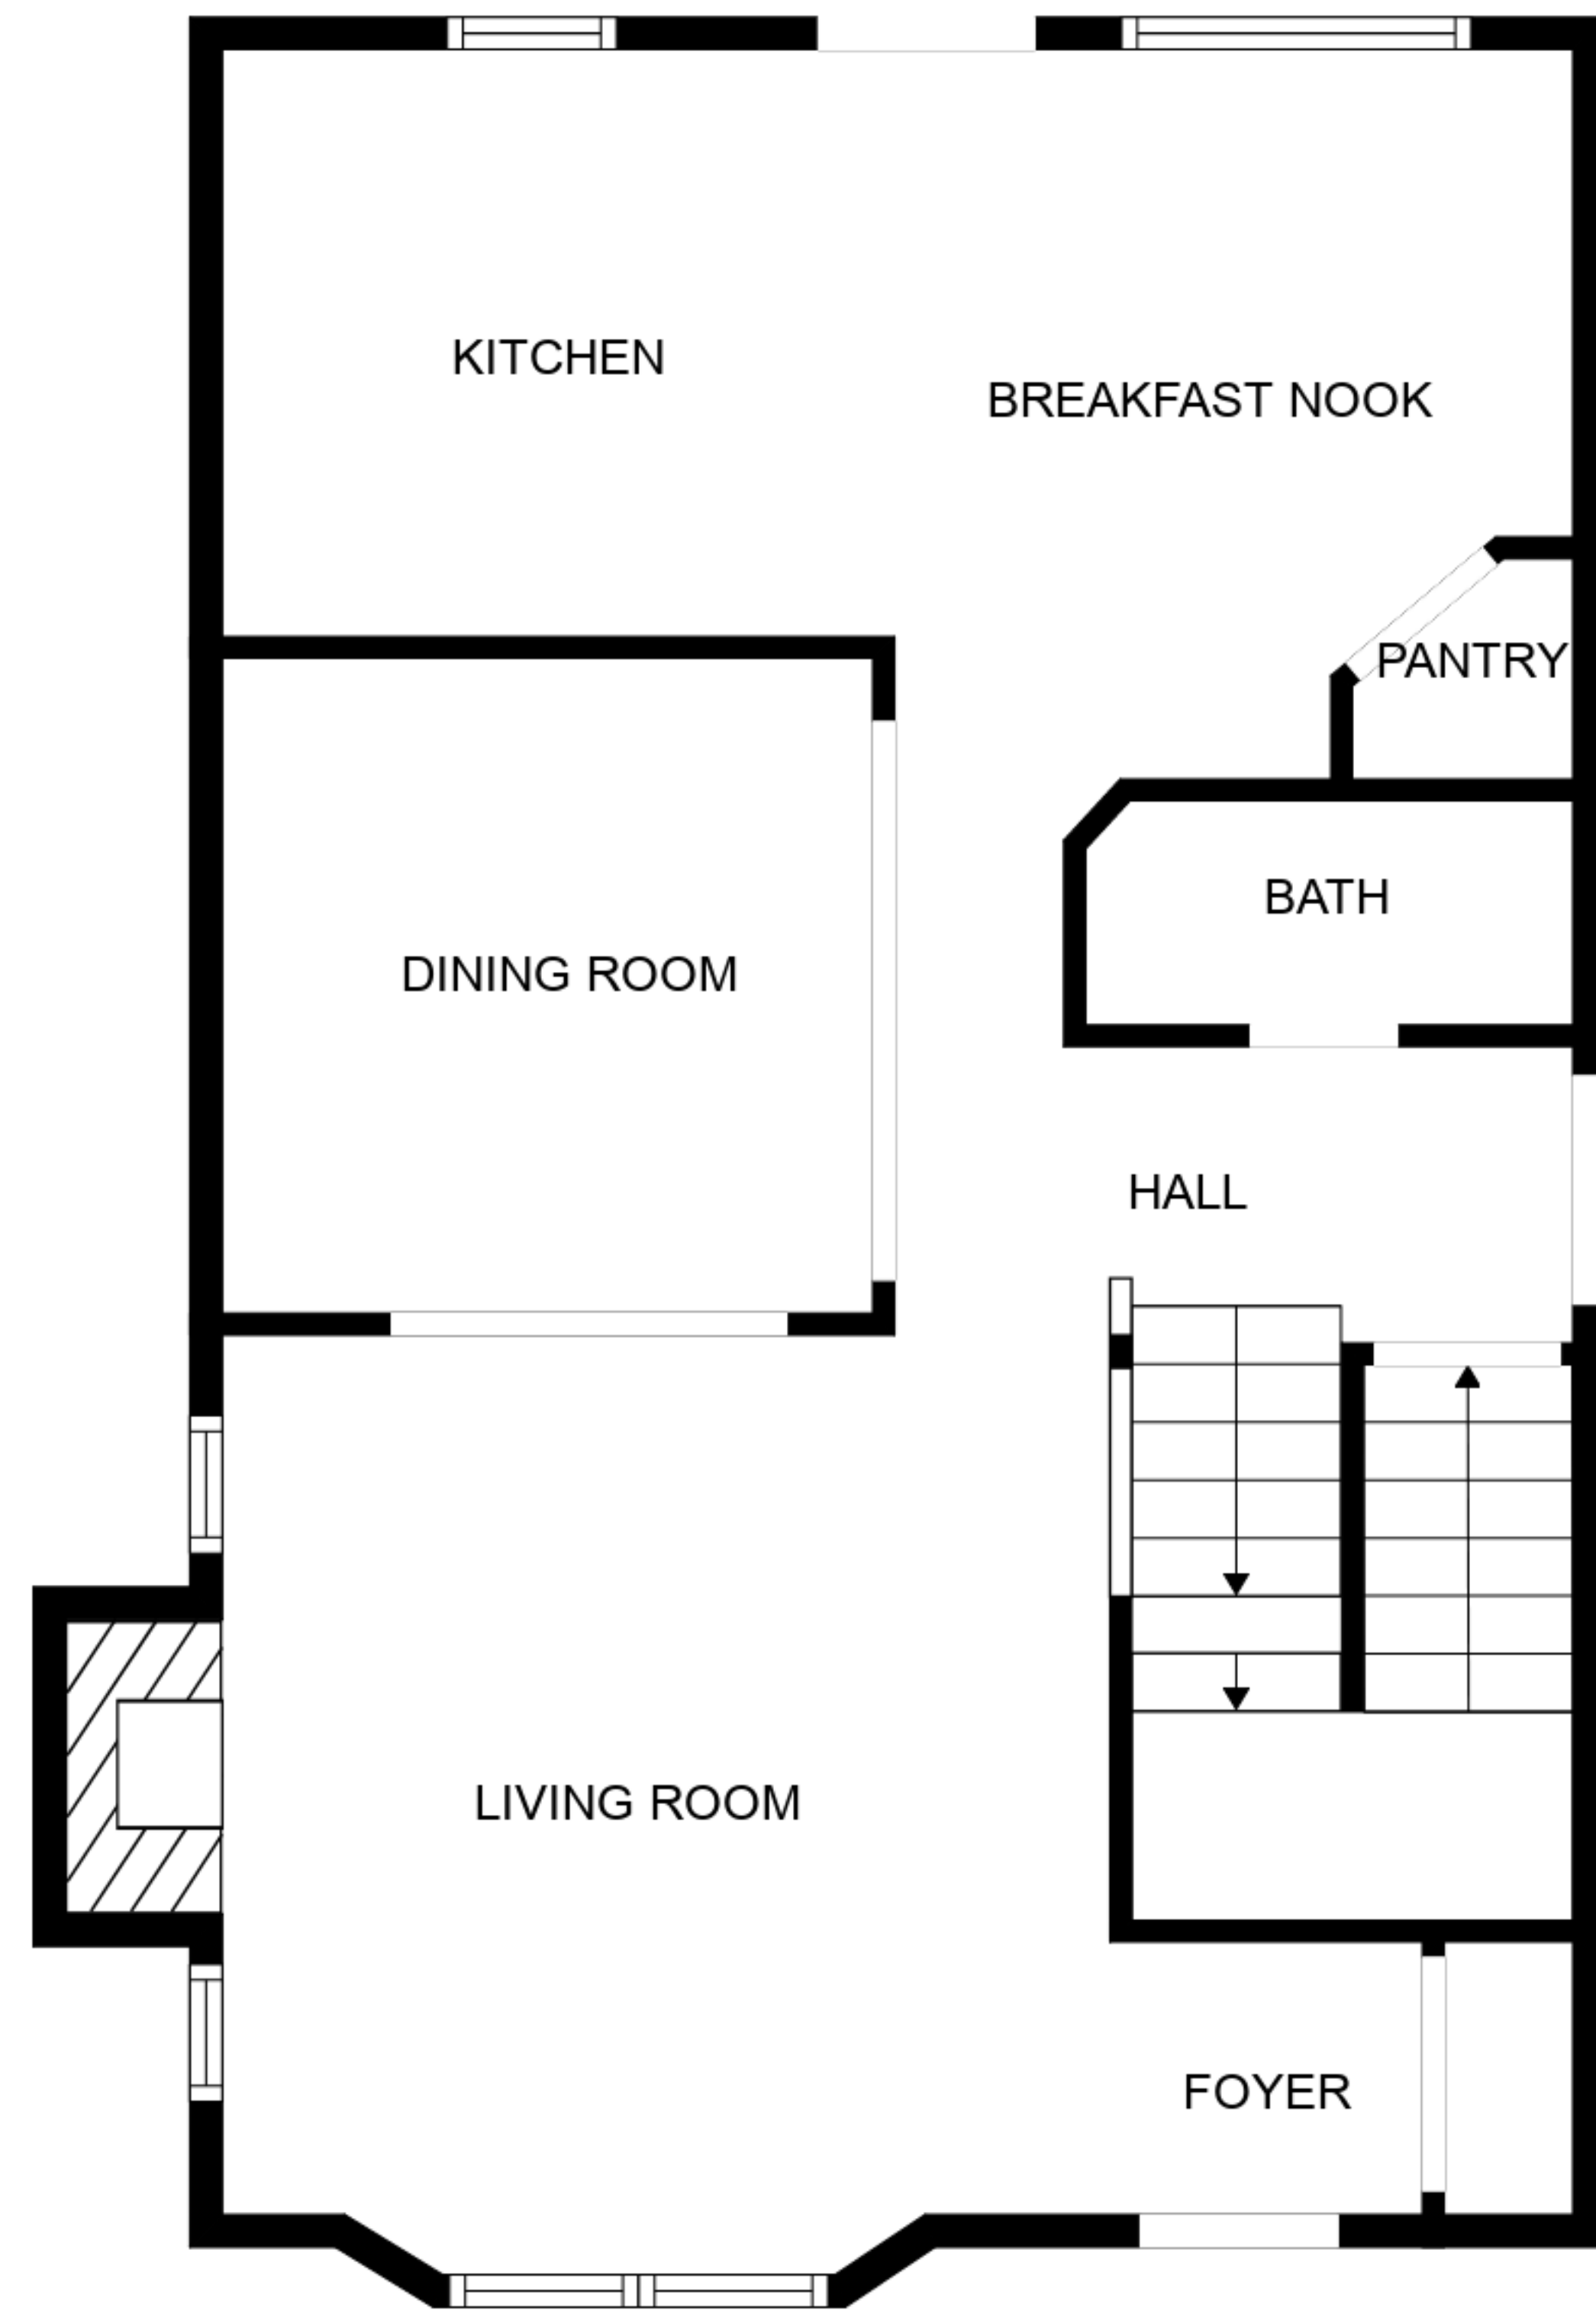 KITCHEN
BREAKFAST NOOK
PANTRY
BATH
DINING ROOM
HALL
LIVING ROOM
FOYER